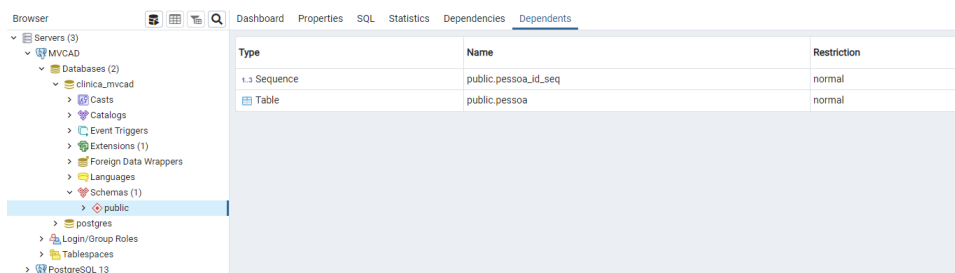 Browser
Dashboard Properties SQL Statistics Dependencies Dependents
Servers (3)
MVCAD
Databases (2)
clinica_mvcad
Casts
Catalogs
Event Triggers
Extensions (1)
Foreign Data Wrappers
Languages
Schemas (1)
public
postgres
Login/Group Roles
Tablespaces
PostgreSQL 13
Type Name Restriction
1..3 Sequence public.pessoa_id_seq normal
Table public.pessoa normal